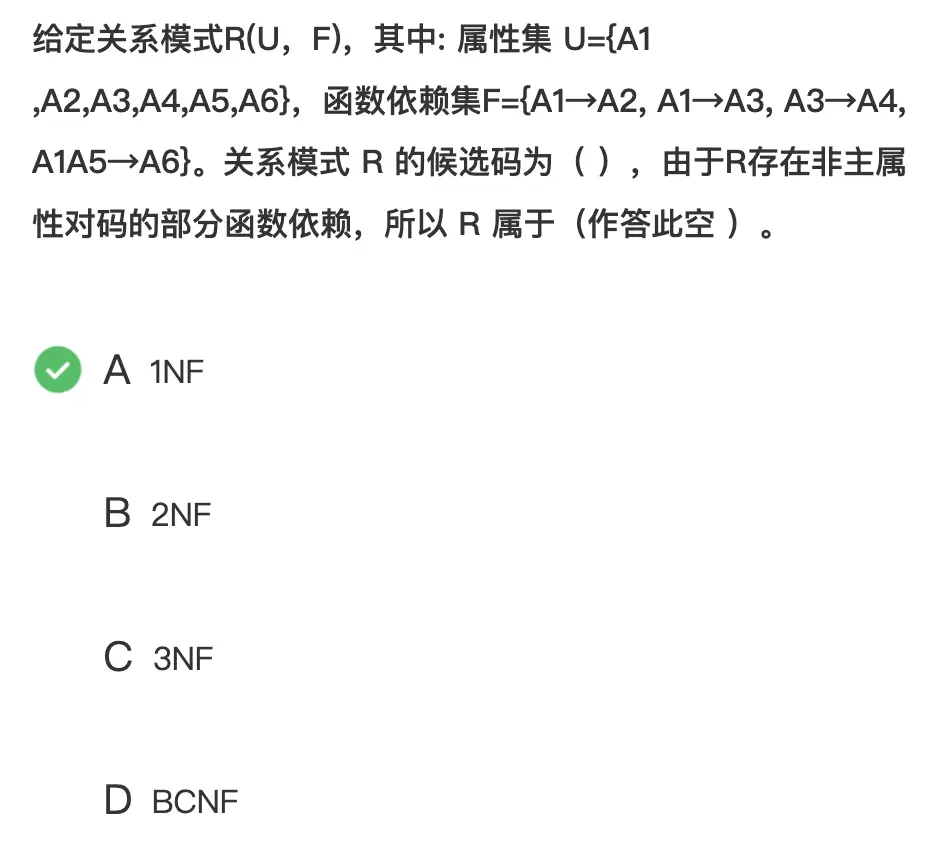 给定关系模式R(U，F)，其中: 属性集 U={A1
,A2,A3,A4,A5,A6}，函数依赖集F={A1→A2, A1→A3, A3→A4,
A1A5→A6}。关系模式 R 的候选码为（ ），由于R存在非主属
性对码的部分函数依赖，所以 R 属于（作答此空 ）。
A 1NF
B 2NF
C 3NF
D BCNF